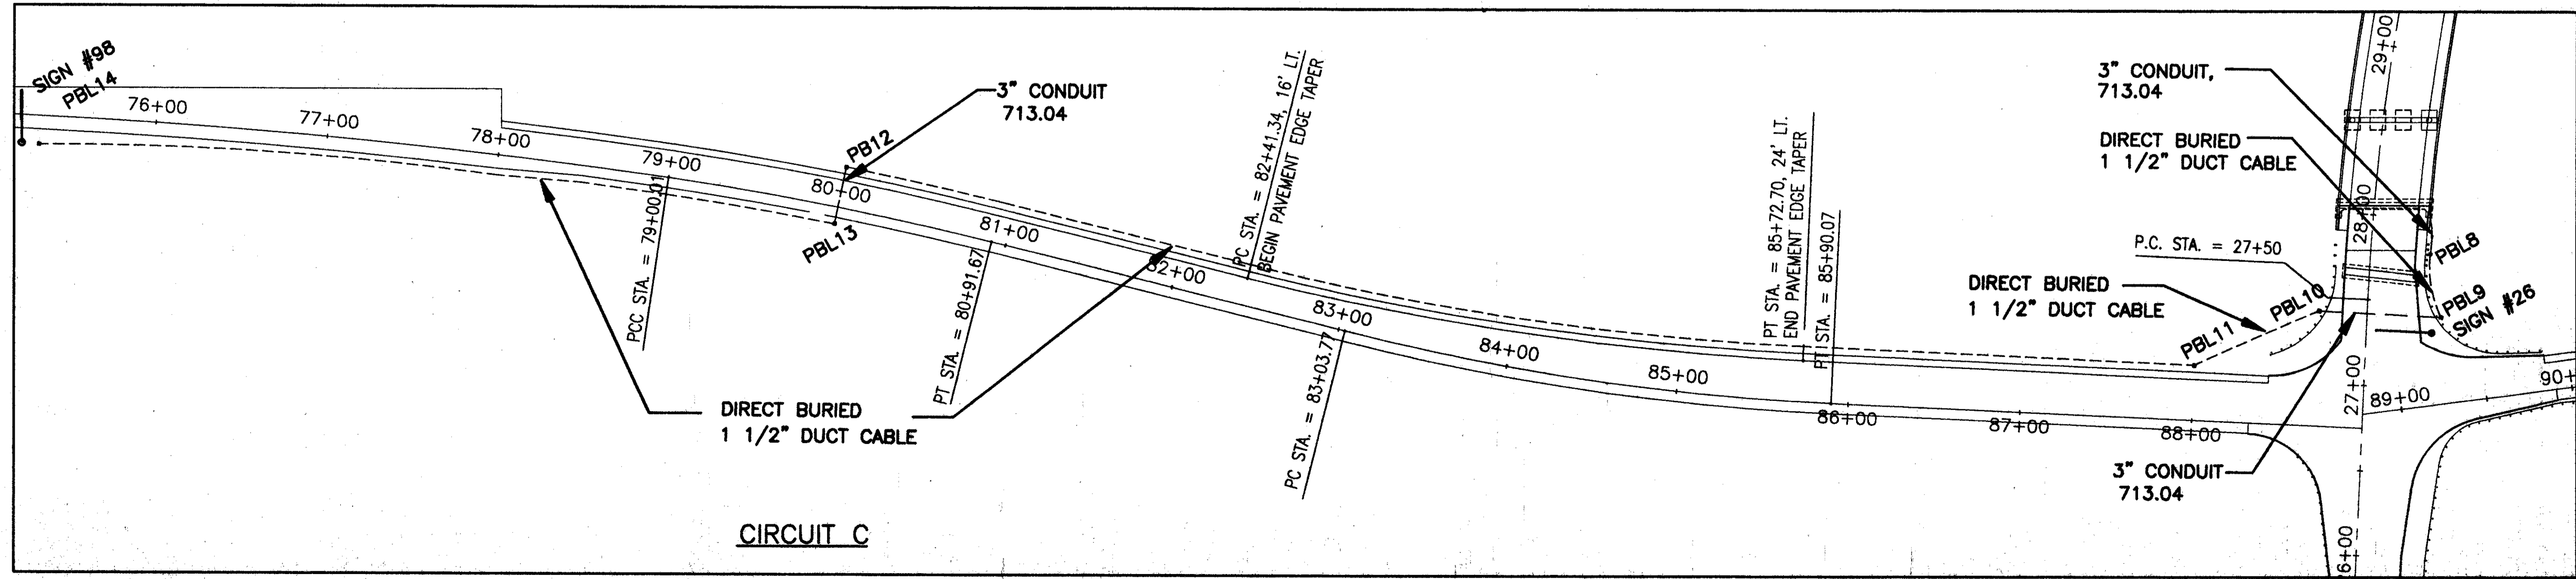 SIGN #98
PBL14
76+00
77+00
78+00
79+00
PCC STA. = 79+00.01
80+00
PB12
3" CONDUIT
713.04
PBL13
81+00
PT STA. = 80+91.67
82+00
PC STA. = 82+41.34, 16' LT.
BEGIN PAVEMENT EDGE TAPER
83+00
PC STA. = 83+03.77
84+00
85+00
PT STA. = 85+72.70, 24' LT.
END PAVEMENT EDGE TAPER
PT STA. = 85+90.07
86+00
87+00
88+00
DIRECT BURIED
1 1/2" DUCT CABLE
3" CONDUIT,
713.04
DIRECT BURIED
1 1/2" DUCT CABLE
29+00
28+00
P.C. STA. = 27+50
PBL8
DIRECT BURIED
1 1/2" DUCT CABLE
PBL10
PBL11
PBL9
SIGN #26
27+00
89+00
90+
3" CONDUIT
713.04
6+00
CIRCUIT C